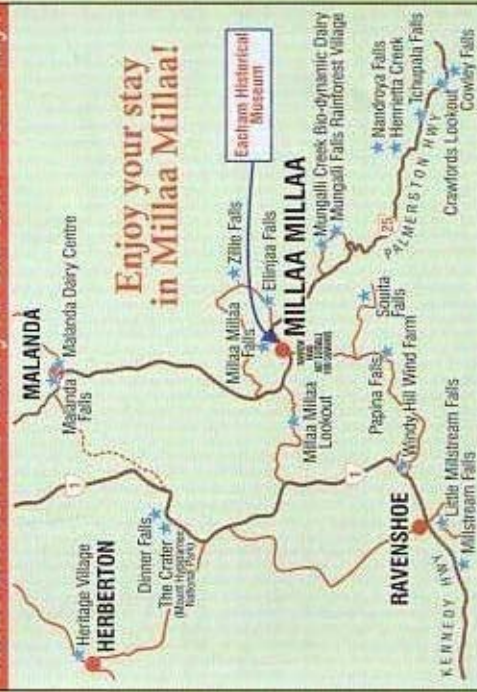 Enjoy your stay
in Millaa Millaa!
Eacham Historical
Museum
MALANDA
Malanda Dairy Centre
Malanda
Falls
Heritage Village
HERBERTON
Dinner Falls
The Crater
(Mount Hypipamee
National Park)
1
Millaa Millaa
Falls
Zillie Falls
Ellinjaa Falls
MILLAA MILLAA
Millaa Millaa
Lookout
Mungalli Creek Bio-dynamic Dairy
Mungalli Falls Rainforest Village
Nandroya Falls
Henrietta Creek
Tchupala Falls
25
PALMERSTON HWY
Crawfords Lookout
Cowley Falls
Souita
Falls
Papina Falls
Windy Hill Wind Farm
1
RAVENSHOE
Little Millstream Falls
Millstream Falls
KENNEDY HWY